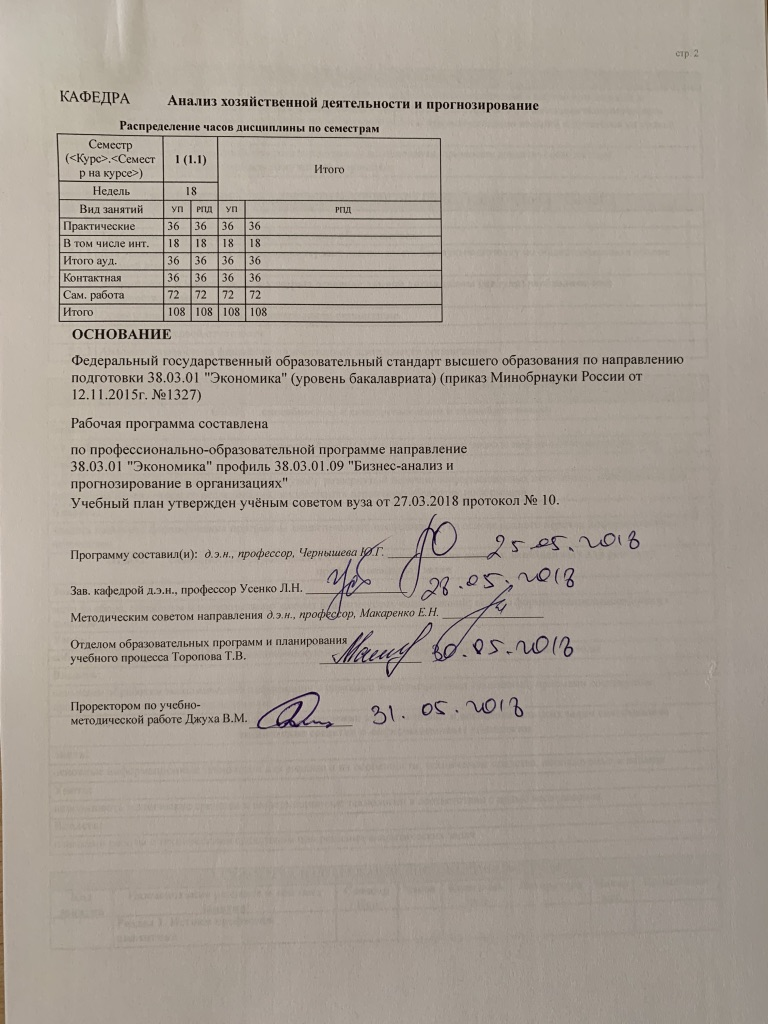 стр. 2
КАФЕДРА Анализ хозяйственной деятельности и прогнозирование
Распределение часов дисциплины по семестрам
Семестр
(<Курс>.<Семест
р на курсе>) 1 (1.1) Итого
Недель 18
Вид занятий УП РПД УП РПД
Практические 36 36 36 36
В том числе инт. 18 18 18 18
Итого ауд. 36 36 36 36
Контактная 36 36 36 36
Сам. работа 72 72 72 72
Итого 108 108 108 108
ОСНОВАНИЕ
Федеральный государственный образовательный стандарт высшего образования по направлению
подготовки 38.03.01 "Экономика" (уровень бакалавриата) (приказ Минобрнауки России от
12.11.2015г. №1327)
Рабочая программа составлена
по профессионально-образовательной программе направление
38.03.01 "Экономика" профиль 38.03.01.09 "Бизнес-анализ и
прогнозирование в организациях"
Учебный план утвержден учёным советом вуза от 27.03.2018 протокол № 10.
Программу составил(и): д.э.н., профессор, Чернышева Ю.Г. 25.05.2018
Зав. кафедрой д.э.н., профессор Усенко Л.Н. 28.05.2018
Методическим советом направления д.э.н., профессор, Макаренко Е.Н.
Отделом образовательных программ и планирования
учебного процесса Торопова Т.В. 30.05.2018
Проректором по учебно-
методической работе Джуха В.М. 31.05.2018